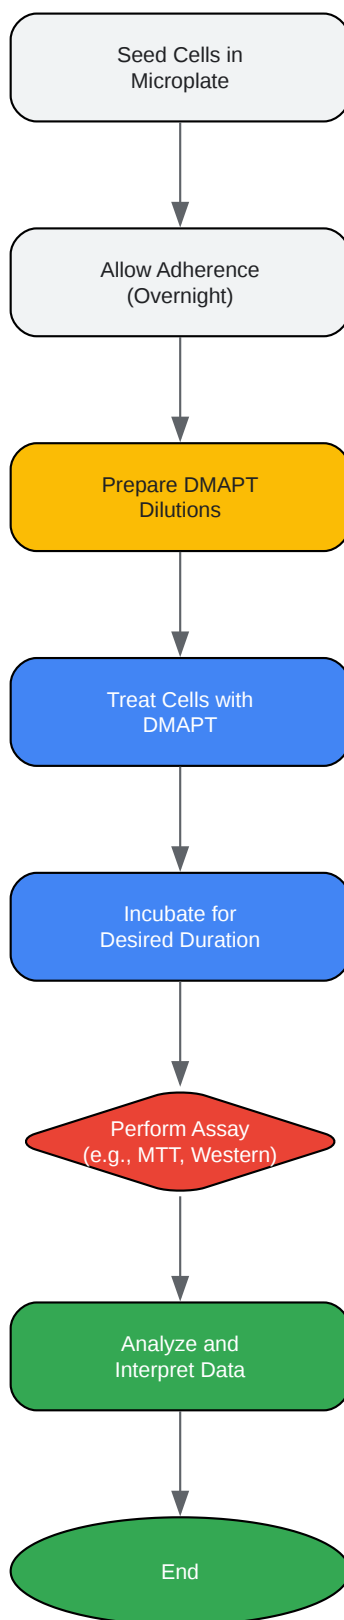 Seed Cells in
Microplate
Allow Adherence
(Overnight)
Prepare DMAPT
Dilutions
Treat Cells with
DMAPT
Incubate for
Desired Duration
Perform Assay
(e.g., MTT, Western)
Analyze and
Interpret Data
End